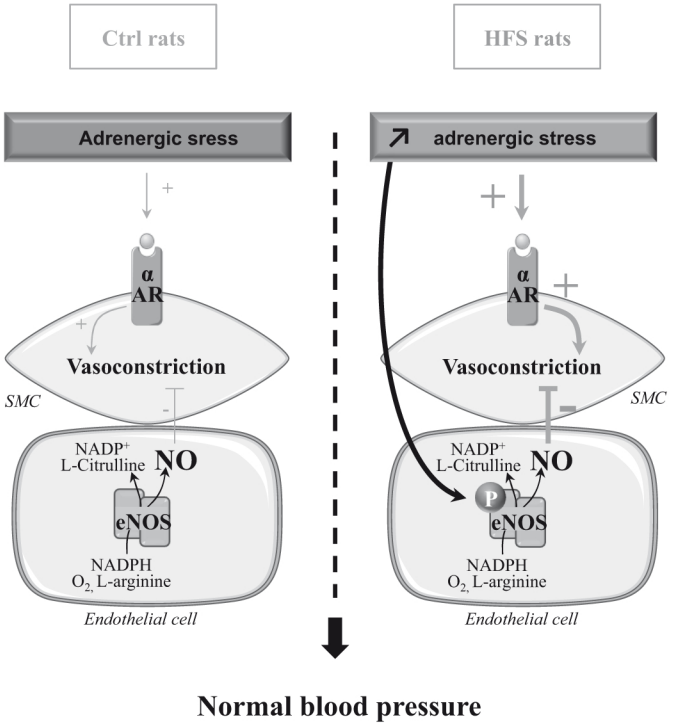 Ctrl rats
HFS rats
Adrenergic sress
↗ adrenergic stress
+
+
α
AR
α
AR
+
+
Vasoconstriction
Vasoconstriction
SMC
SMC
-
-
NADP⁺
L-Citrulline
NO
NADP⁺
L-Citrulline
NO
eNOS
P
eNOS
NADPH
O₂, L-arginine
NADPH
O₂, L-arginine
Endothelial cell
Endothelial cell
Normal blood pressure